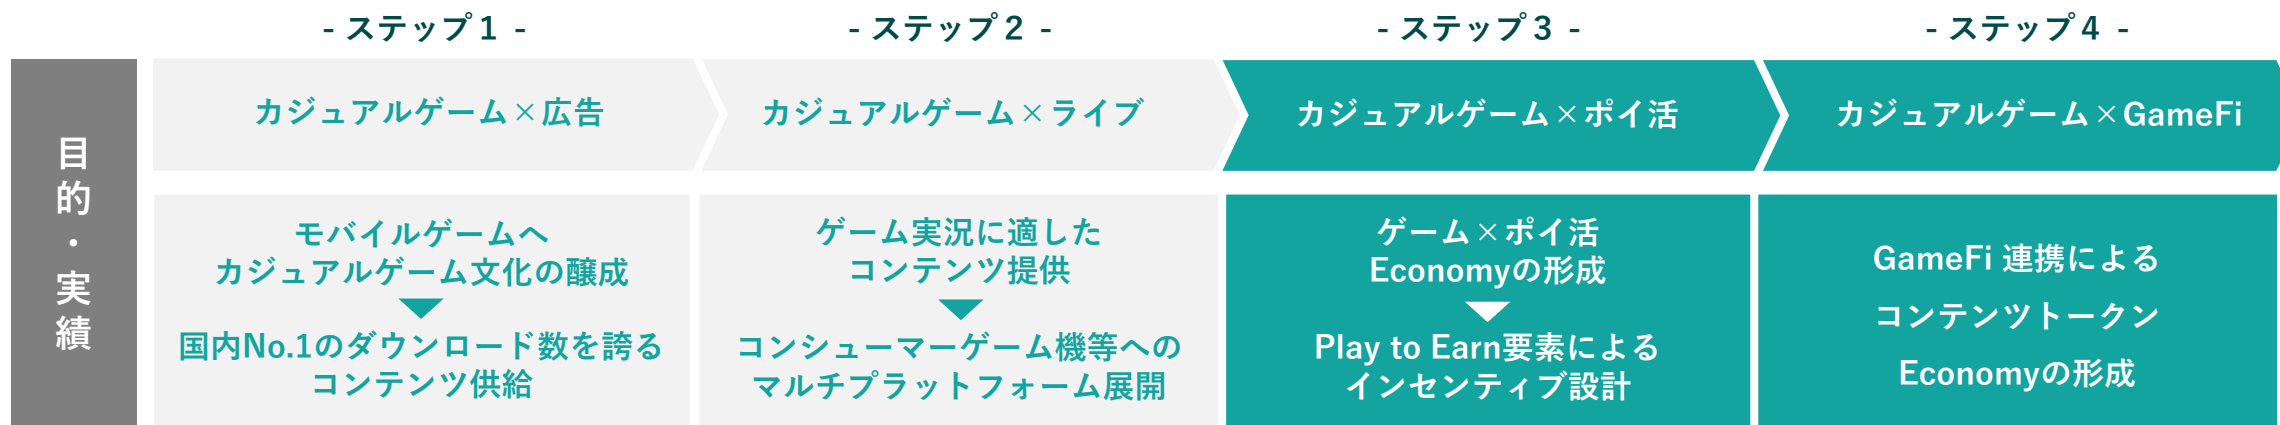 - ステップ１ -
- ステップ２ -
- ステップ３ -
- ステップ４ -
目的・実績
カジュアルゲーム×広告
カジュアルゲーム×ライブ
カジュアルゲーム×ポイ活
カジュアルゲーム×GameFi
モバイルゲームへ
カジュアルゲーム文化の醸成
国内No.1のダウンロード数を誇る
コンテンツ供給
ゲーム実況に適した
コンテンツ提供
コンシューマーゲーム機等への
マルチプラットフォーム展開
ゲーム×ポイ活
Economyの形成
Play to Earn要素による
インセンティブ設計
GameFi 連携による
コンテンツトークン
Economyの形成